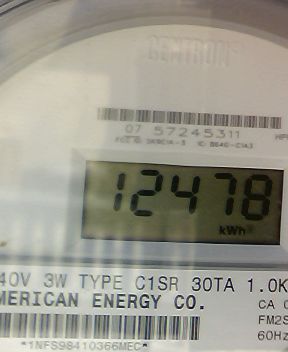 CENTRON
07 57245311
12478
kWh
40V 3W TYPE C1SR 30TA 1.0K
MERICAN ENERGY CO.
CA
FM2S
60Hz
*1NFS98410366MEC*